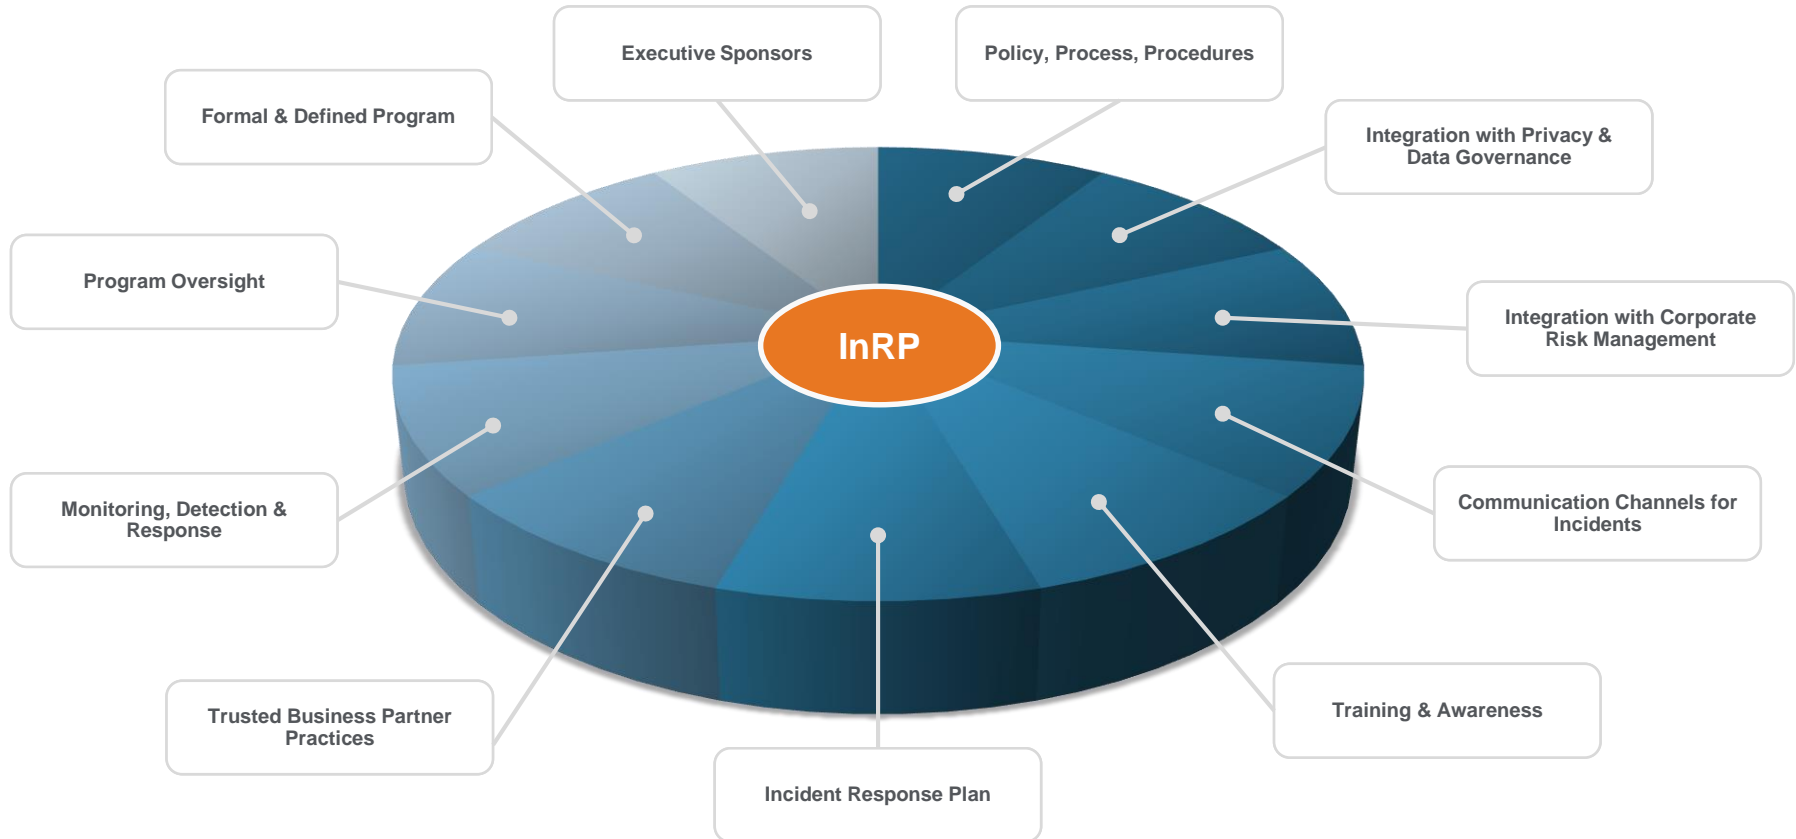 Executive Sponsors
Policy, Process, Procedures
Formal & Defined Program
Integration with Privacy &
Data Governance
Program Oversight
Integration with Corporate
Risk Management
InRP
Monitoring, Detection &
Response
Communication Channels for
Incidents
Trusted Business Partner
Practices
Training & Awareness
Incident Response Plan